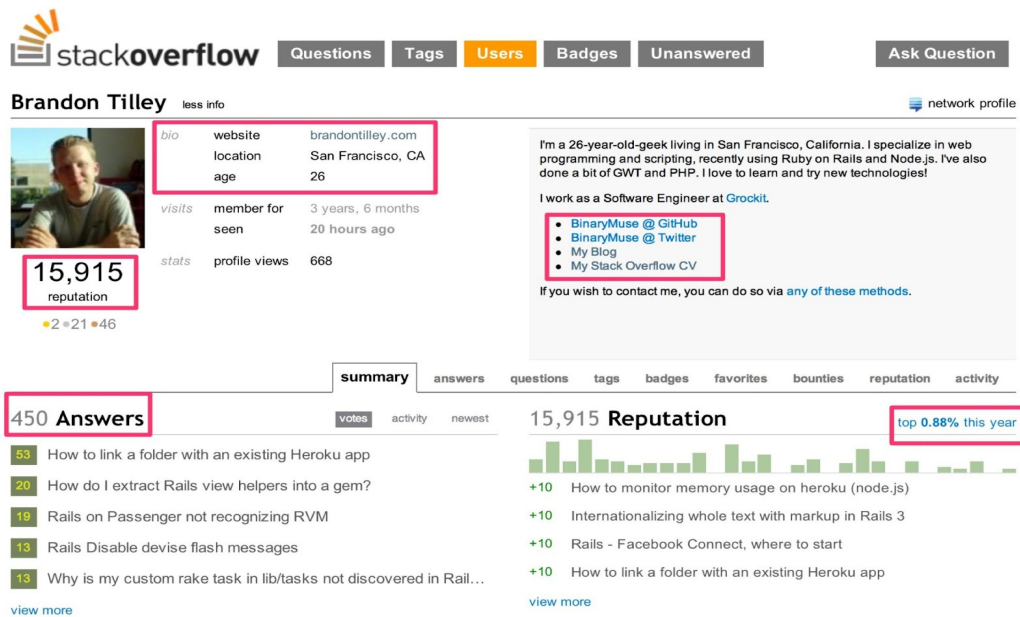 stackoverflow
Questions Tags Users Badges Unanswered Ask Question
Brandon Tilley less info
network profile
bio website brandontilley.com
location San Francisco, CA
age 26
visits member for 3 years, 6 months
seen 20 hours ago
stats profile views 668
15,915
reputation
2 21 46
I'm a 26-year-old-geek living in San Francisco, California. I specialize in web
programming and scripting, recently using Ruby on Rails and Node.js. I've also
done a bit of GWT and PHP. I love to learn and try new technologies!
I work as a Software Engineer at Grockit.
• BinaryMuse @ GitHub
• BinaryMuse @ Twitter
• My Blog
• My Stack Overflow CV
If you wish to contact me, you can do so via any of these methods.
summary answers questions tags badges favorites bounties reputation activity
450 Answers votes activity newest
53 How to link a folder with an existing Heroku app
20 How do I extract Rails view helpers into a gem?
19 Rails on Passenger not recognizing RVM
13 Rails Disable devise flash messages
13 Why is my custom rake task in lib/tasks not discovered in Rail...
view more
15,915 Reputation top 0.88% this year
+10 How to monitor memory usage on heroku (node.js)
+10 Internationalizing whole text with markup in Rails 3
+10 Rails - Facebook Connect, where to start
+10 How to link a folder with an existing Heroku app
view more